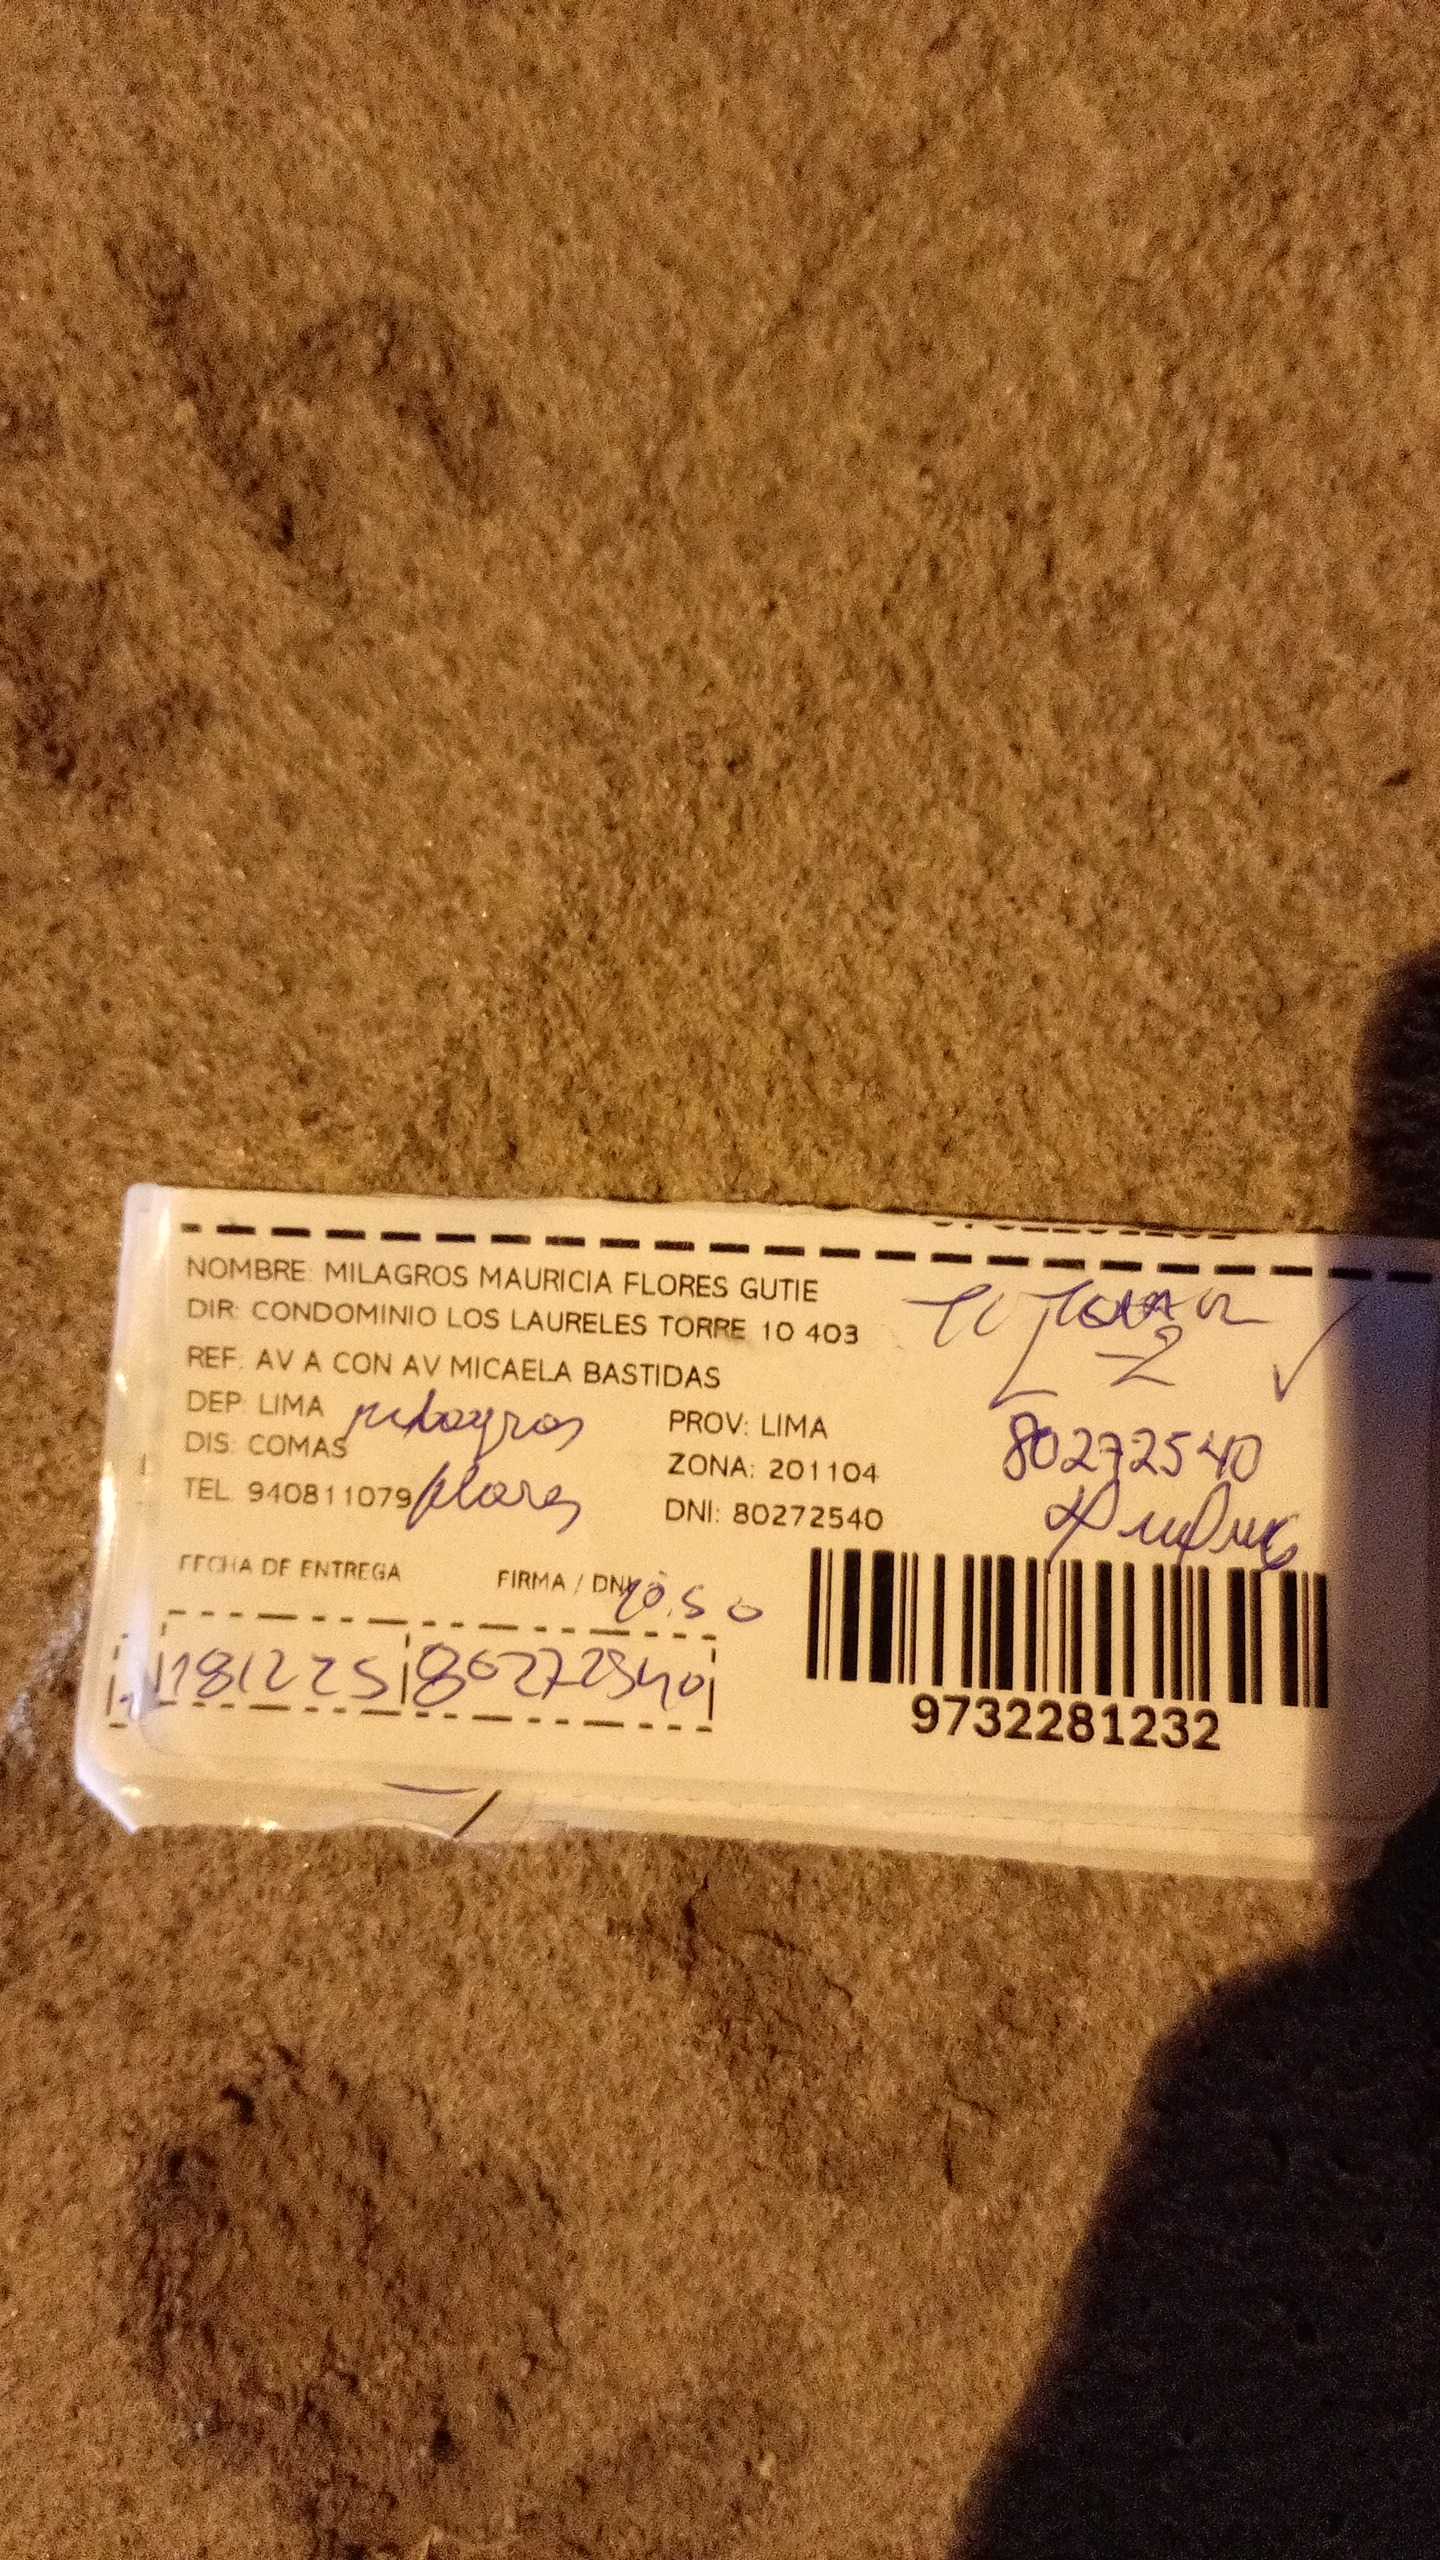 NOMBRE: MILAGROS MAURICIA FLORES GUTIE
DIR: CONDOMINIO LOS LAURELES TORRE 10 403
REF: AV A CON AV MICAELA BASTIDAS
DEP: LIMA milagros PROV: LIMA
DIS: COMAS ZONA: 201104
TEL: 940811079 flores DNI: 80272540
80272540
FECHA DE ENTREGA FIRMA / DNI
181225 80272540
9732281232